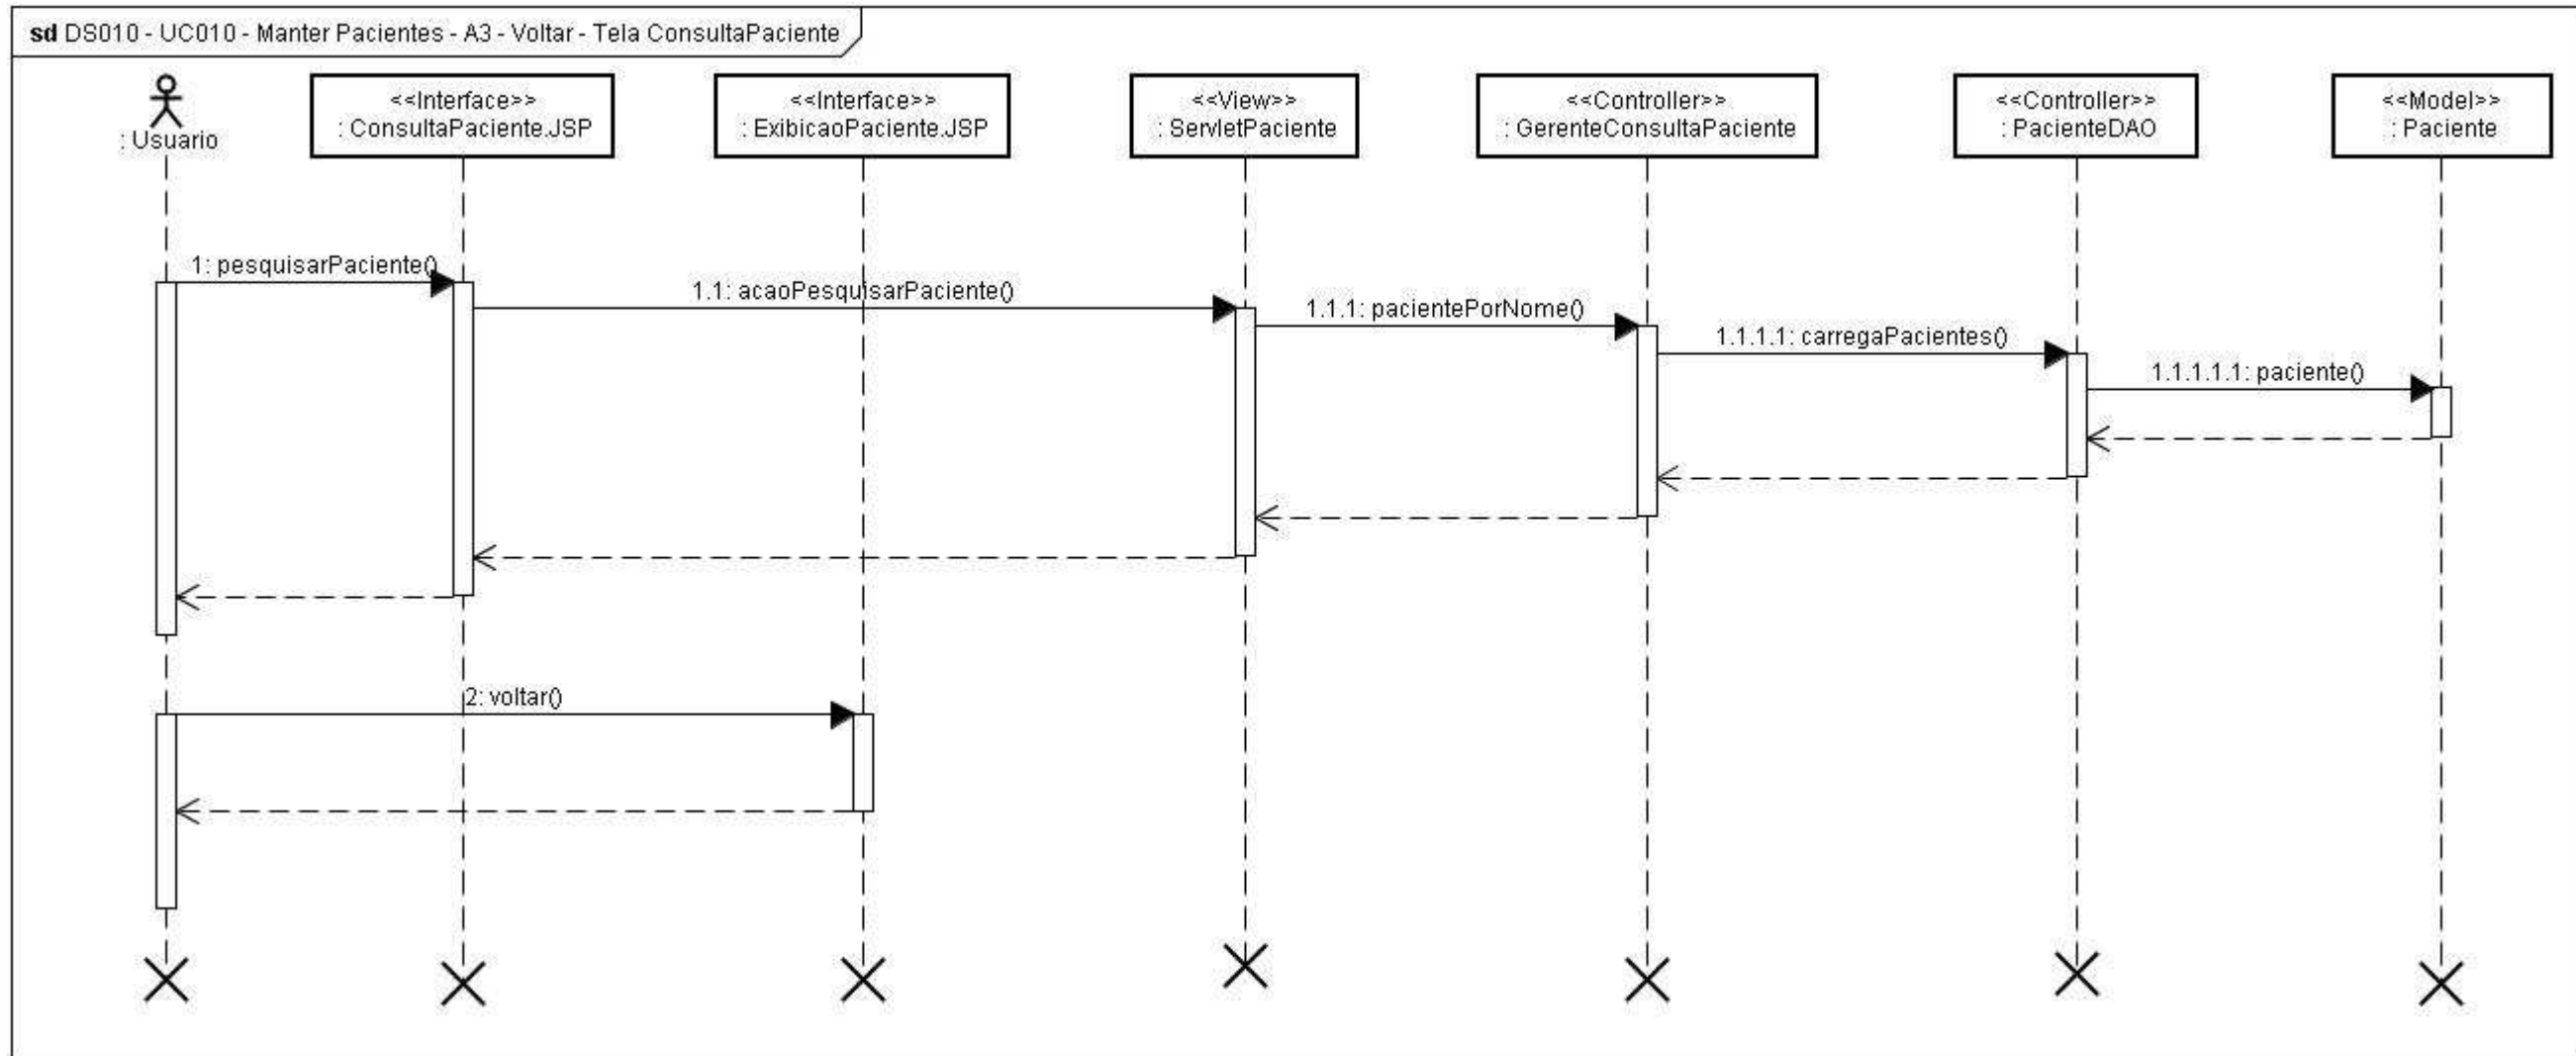 sd DS010 - UC010 - Manter Pacientes - A3 - Voltar - Tela ConsultaPaciente
: Usuario
<<Interface>>
: ConsultaPaciente.JSP
<<Interface>>
: ExibicaoPaciente.JSP
<<View>>
: ServletPaciente
<<Controller>>
: GerenteConsultaPaciente
<<Controller>>
: PacienteDAO
<<Model>>
: Paciente
1: pesquisarPaciente()
1.1: acaoPesquisarPaciente()
1.1.1: pacientePorNome()
1.1.1.1: carregaPacientes()
1.1.1.1.1: paciente()
2: voltar()